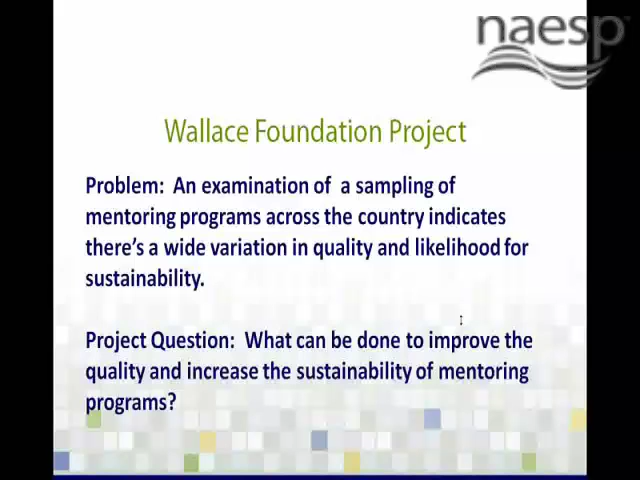 naesp
Wallace Foundation Project
Problem:  An examination of  a sampling of
mentoring programs across the country indicates
there's a wide variation in quality and likelihood for
sustainability.
Project Question:  What can be done to improve the
quality and increase the sustainability of mentoring
programs?